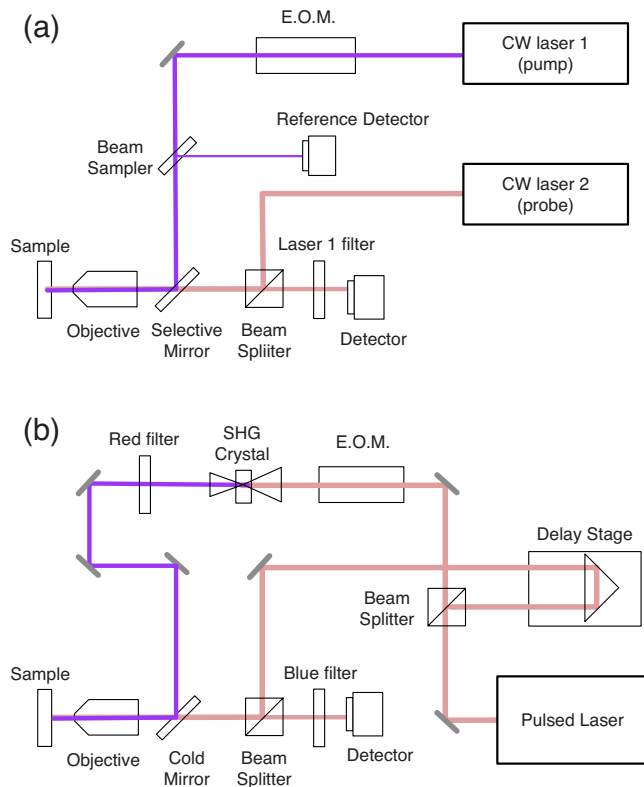 (a)
E.O.M.
CW laser 1
(pump)
Beam
Sampler
Reference Detector
CW laser 2
(probe)
Sample
Laser 1 filter
Objective
Selective
Mirror
Beam
Spliiter
Detector
(b)
Red filter
SHG
Crystal
E.O.M.
Delay Stage
Beam
Splitter
Sample
Blue filter
Pulsed Laser
Objective
Cold
Mirror
Beam
Splitter
Detector